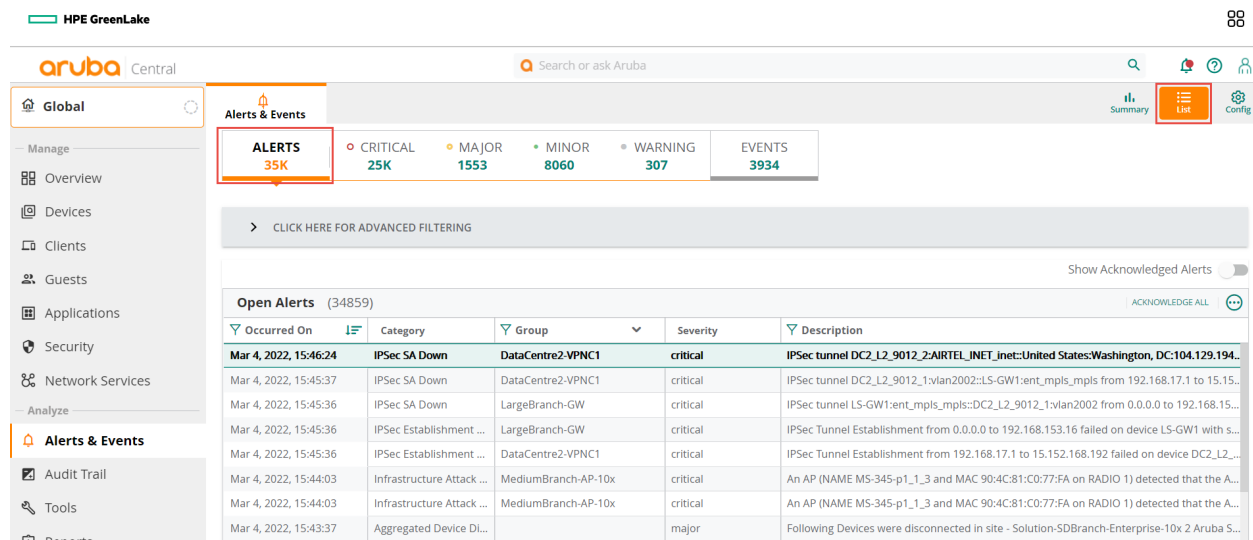 HPE GreenLake
aruba Central
Search or ask Aruba
Global
Alerts & Events
Summary
List
Config
Manage
Overview
Devices
Clients
Guests
Applications
Security
Network Services
Analyze
Alerts & Events
Audit Trail
Tools
ALERTS CRITICAL MAJOR MINOR WARNING EVENTS
35K 25K 1553 8060 307 3934
CLICK HERE FOR ADVANCED FILTERING
Show Acknowledged Alerts
Open Alerts (34859) ACKNOWLEDGE ALL
Occurred On Category Group Severity Description
Mar 4, 2022, 15:46:24 IPSec SA Down DataCentre2-VPNC1 critical IPSec tunnel DC2_L2_9012_2:AIRTEL_INET_inet::United States:Washington, DC:104.129.194...
Mar 4, 2022, 15:45:37 IPSec SA Down DataCentre2-VPNC1 critical IPSec tunnel DC2_L2_9012_1:vlan2002::LS-GW1:ent_mpls_mpls from 192.168.17.1 to 15.15...
Mar 4, 2022, 15:45:36 IPSec SA Down LargeBranch-GW critical IPSec tunnel LS-GW1:ent_mpls_mpls::DC2_L2_9012_1:vlan2002 from 0.0.0.0 to 192.168.15...
Mar 4, 2022, 15:45:36 IPSec Establishment ... LargeBranch-GW critical IPSec Tunnel Establishment from 0.0.0.0 to 192.168.153.16 failed on device LS-GW1 with s...
Mar 4, 2022, 15:45:36 IPSec Establishment ... DataCentre2-VPNC1 critical IPSec Tunnel Establishment from 192.168.17.1 to 15.152.168.192 failed on device DC2_L2_...
Mar 4, 2022, 15:44:03 Infrastructure Attack ... MediumBranch-AP-10x critical An AP (NAME MS-345-p1_1_3 and MAC 90:4C:81:C0:77:FA on RADIO 1) detected that the A...
Mar 4, 2022, 15:44:03 Infrastructure Attack ... MediumBranch-AP-10x critical An AP (NAME MS-345-p1_1_3 and MAC 90:4C:81:C0:77:FA on RADIO 1) detected that the A...
Mar 4, 2022, 15:43:37 Aggregated Device Di... major Following Devices were disconnected in site - Solution-SDBranch-Enterprise-10x 2 Aruba S...